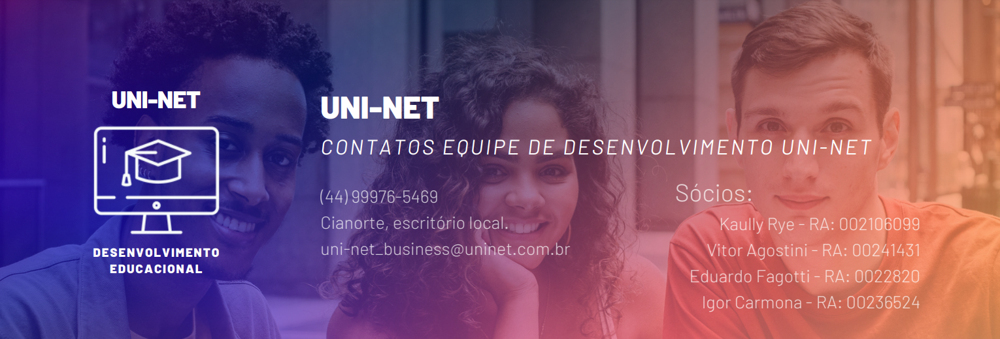 UNI-NET
DESENVOLVIMENTO
EDUCACIONAL
UNI-NET
CONTATOS EQUIPE DE DESENVOLVIMENTO UNI-NET
(44) 99976-5469
Cianorte, escritório local.
uni-net_business@uninet.com.br
Sócios:
Kaully Rye - RA: 002106099
Vitor Agostini - RA: 00241431
Eduardo Fagotti - RA: 0022820
Igor Carmona - RA: 00236524